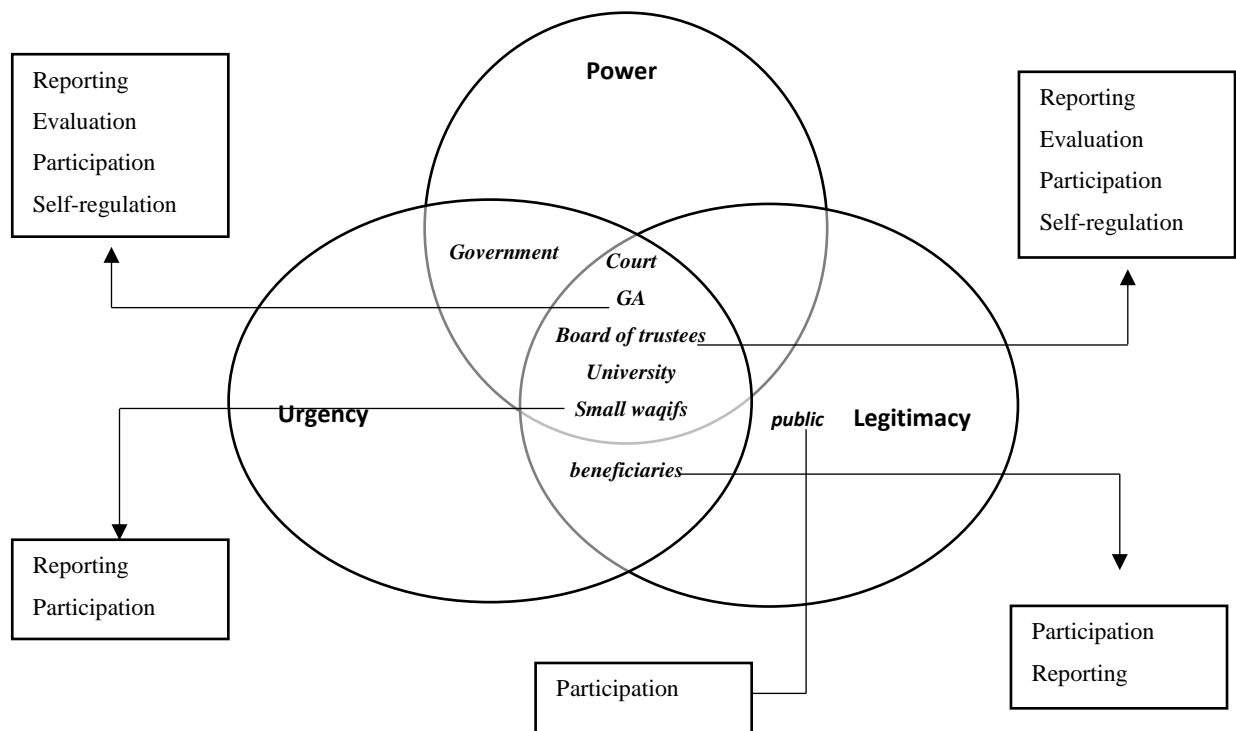 Power
Reporting
Evaluation
Participation
Self-regulation
Reporting
Evaluation
Participation
Self-regulation
Government
Court
GA
Board of trustees
University
Small waqifs
Urgency
public
Legitimacy
beneficiaries
Reporting
Participation
Participation
Reporting
Participation